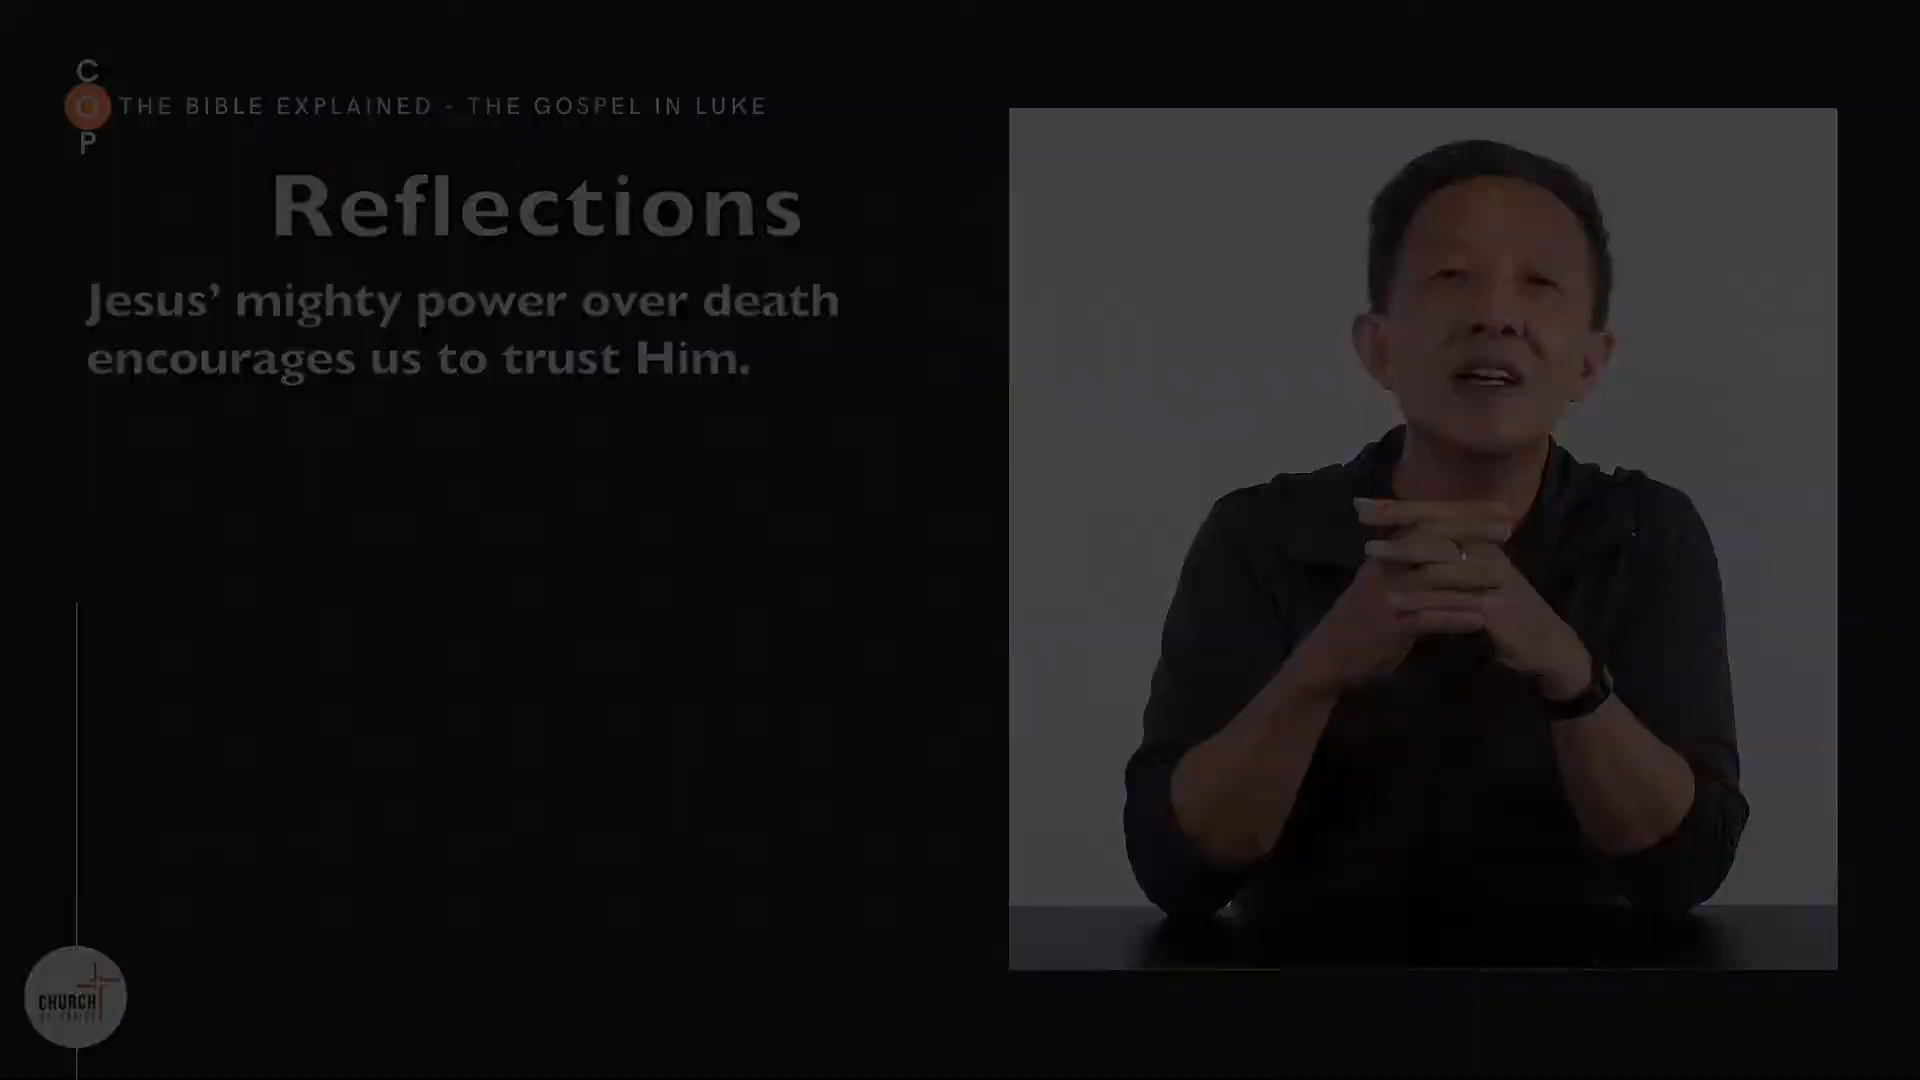 C
O THE BIBLE EXPLAINED - THE GOSPEL IN LUKE
P
Reflections
Jesus’ mighty power over death
encourages us to trust Him.
CHURCH